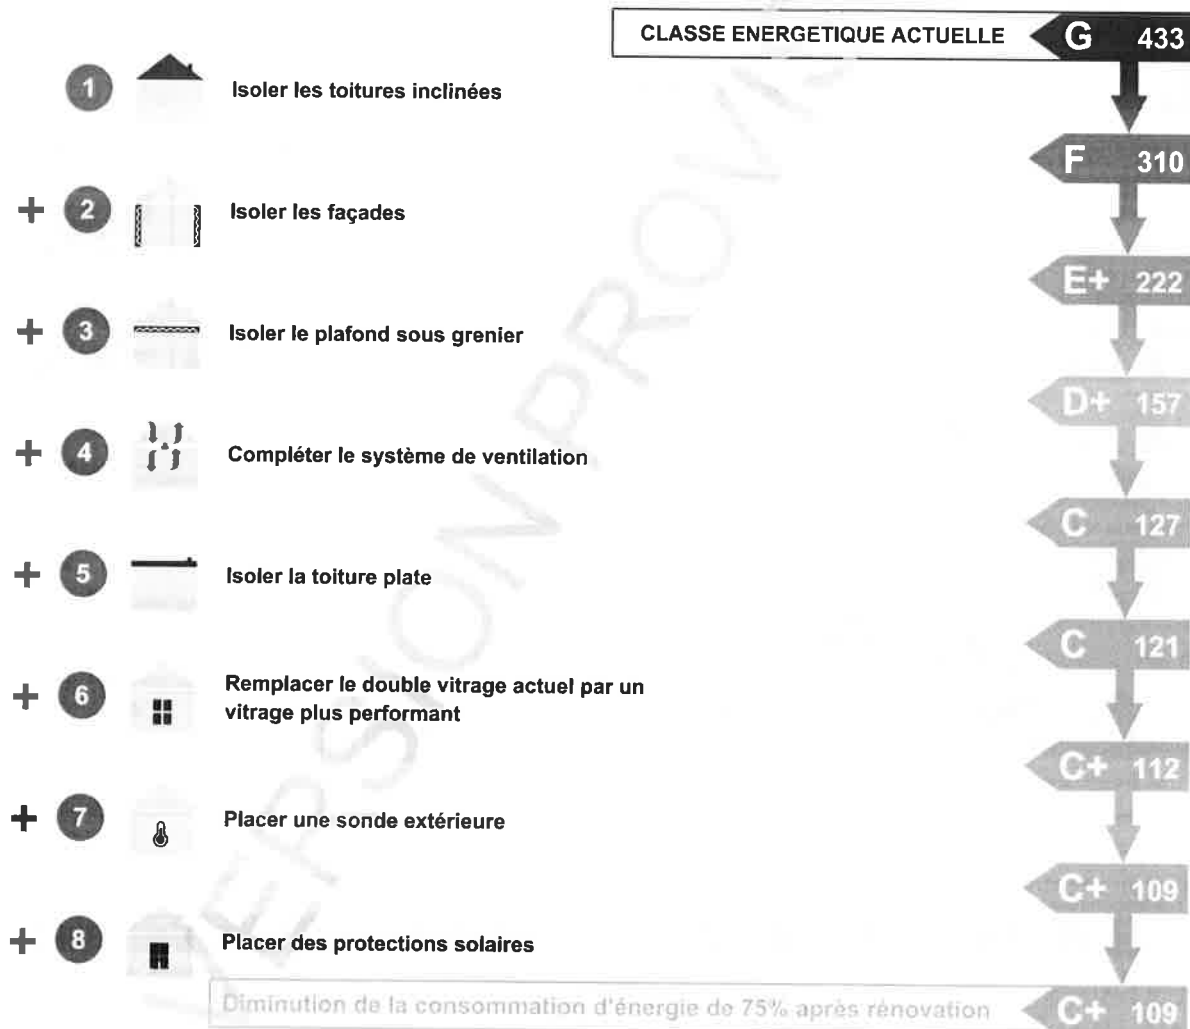 CLASSE ENERGETIQUE ACTUELLE G 433
1 Isoler les toitures inclinées
F 310
+ 2 Isoler les façades
E+ 222
+ 3 Isoler le plafond sous grenier
D+ 157
+ 4 Compléter le système de ventilation
C 127
+ 5 Isoler la toiture plate
C 121
+ 6 Remplacer le double vitrage actuel par un
vitrage plus performant
C+ 112
+ 7 Placer une sonde extérieure
C+ 109
+ 8 Placer des protections solaires
Diminution de la consommation d'énergie de 75% après rénovation C+ 109
VERSION PROVIS